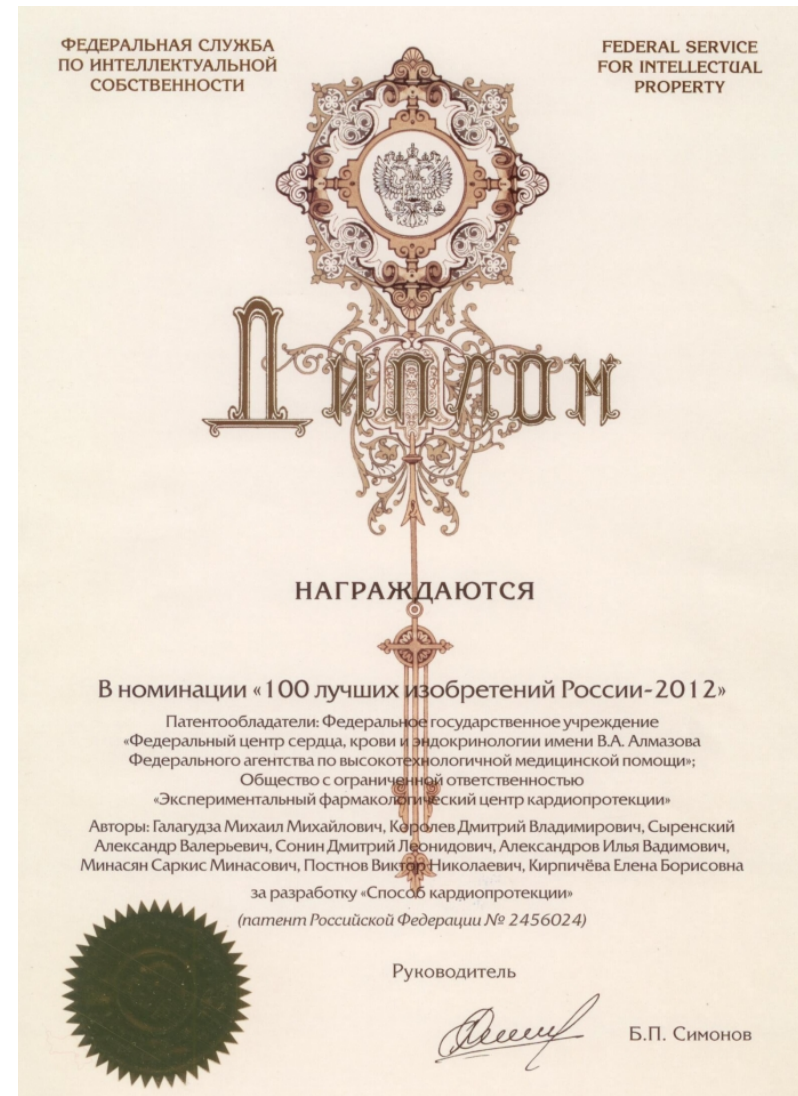 ФЕДЕРАЛЬНАЯ СЛУЖБА
ПО ИНТЕЛЛЕКТУАЛЬНОЙ
СОБСТВЕННОСТИ
FEDERAL SERVICE
FOR INTELLECTUAL
PROPERTY
Диплом
НАГРАЖДАЮТСЯ
В номинации «100 лучших изобретений России-2012»
Патентообладатели: Федеральное государственное учреждение
«Федеральный центр сердца, крови и эндокринологии имени В.А. Алмазова
Федерального агентства по высокотехнологичной медицинской помощи»;
Общество с ограниченной ответственностью
«Экспериментальный фармакологический центр кардиопротекции»
Авторы: Галагудза Михаил Михайлович, Королев Дмитрий Владимирович, Сыренский
Александр Валерьевич, Сонин Дмитрий Леонидович, Александров Илья Вадимович,
Минасян Саркис Минасович, Постнов Виктор Николаевич, Кирпичёва Елена Борисовна
за разработку «Способ кардиопротекции»
(патент Российской Федерации № 2456024)
Руководитель
Б.П. Симонов